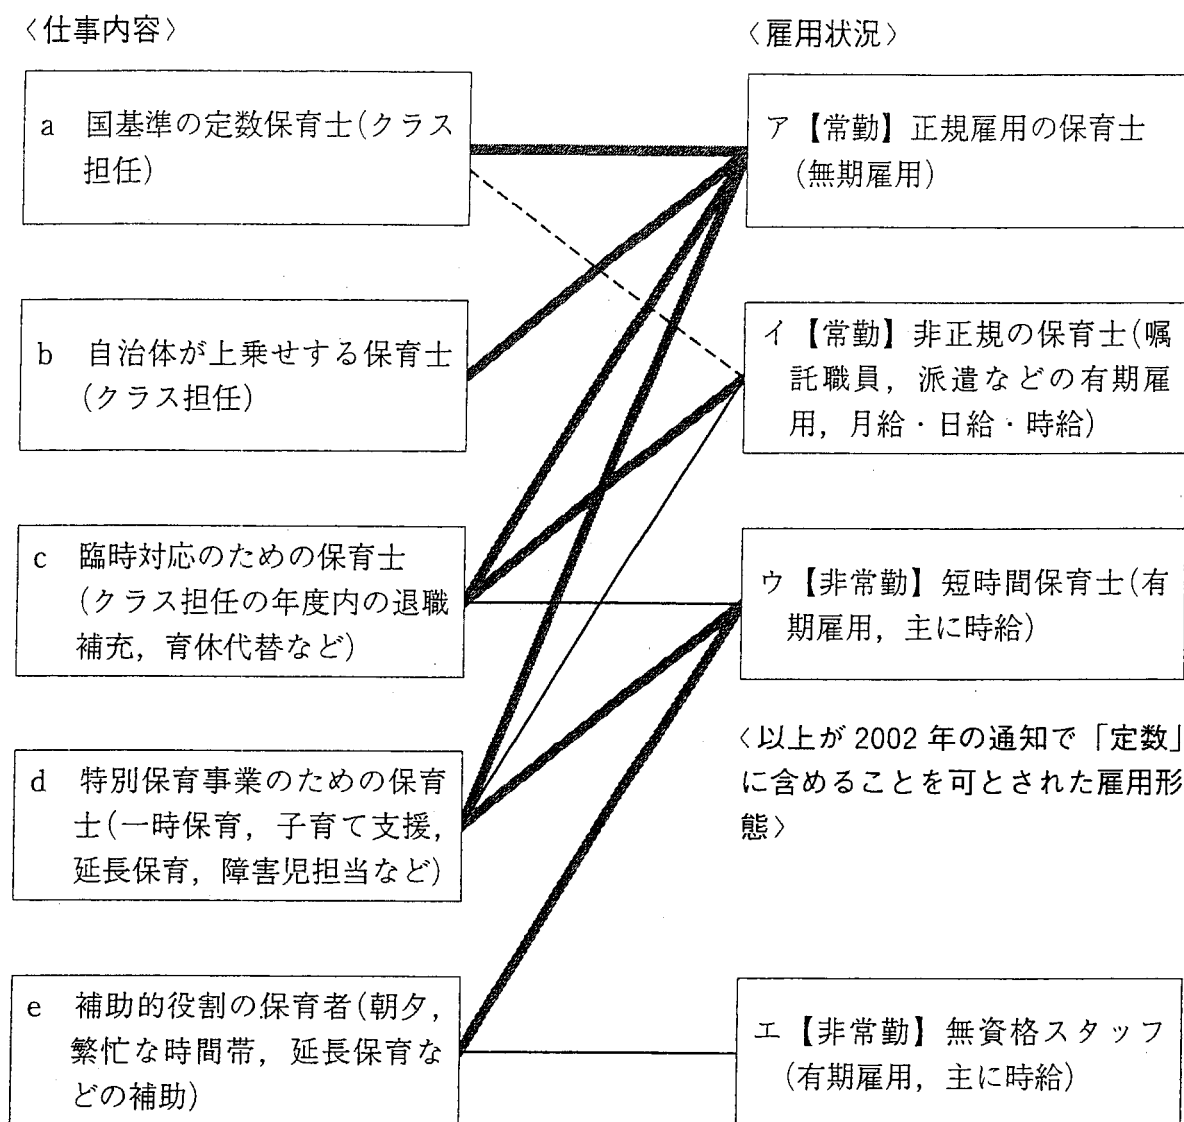 〈仕事内容〉
a 国基準の定数保育士(クラス
担任)
b 自治体が上乗せする保育士
(クラス担任)
c 臨時対応のための保育士
(クラス担任の年度内の退職
補充，育休代替など)
d 特別保育事業のための保育
士(一時保育，子育て支援，
延長保育，障害児担当など)
e 補助的役割の保育者(朝夕，
繁忙な時間帯，延長保育な
どの補助)
〈雇用状況〉
ア【常勤】正規雇用の保育士
(無期雇用)
イ【常勤】非正規の保育士(嘱
託職員，派遣などの有期雇
用，月給・日給・時給)
ウ【非常勤】短時間保育士(有
期雇用，主に時給)
〈以上が 2002 年の通知で「定数」
に含めることを可とされた雇用形
態〉
エ【非常勤】無資格スタッフ
(有期雇用，主に時給)